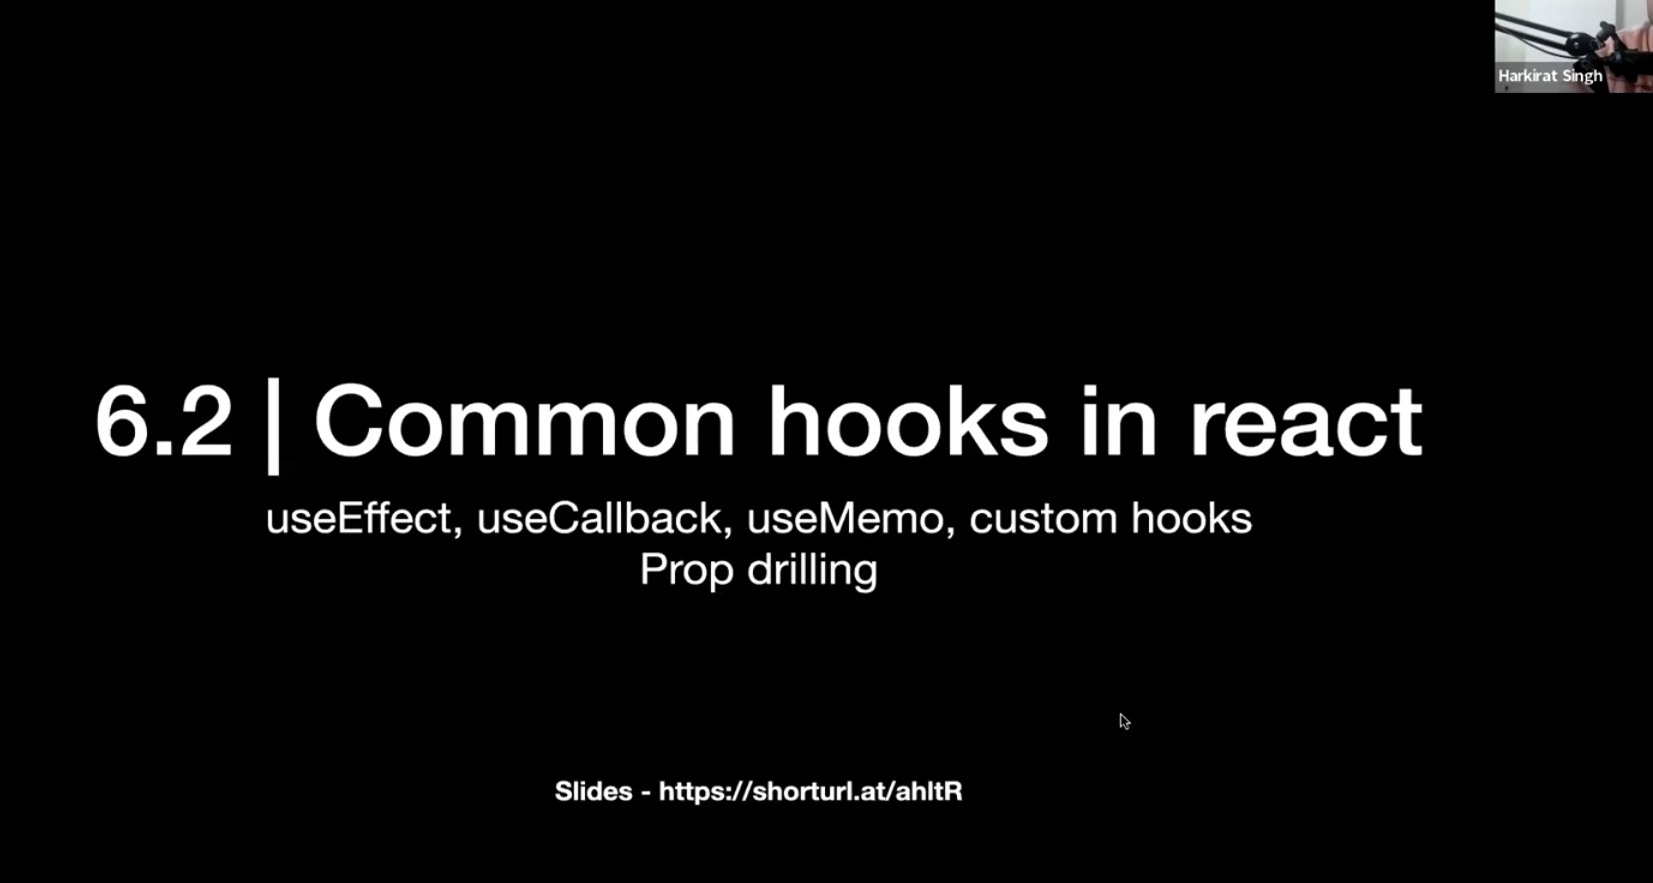 Harkirat Singh
6.2 | Common hooks in react
useEffect, useCallback, useMemo, custom hooks
Prop drilling
Slides - https://shorturl.at/ahltR